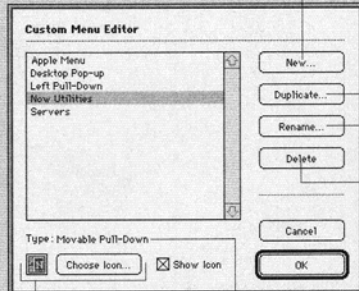 Custom Menu Editor
Apple Menu
Desktop Pop-up
Left Pull-Down
Now Utilities
Servers
New...
Duplicate...
Rename...
Delete
Type: Movable Pull-Down
Choose Icon...
Show Icon
Cancel
OK